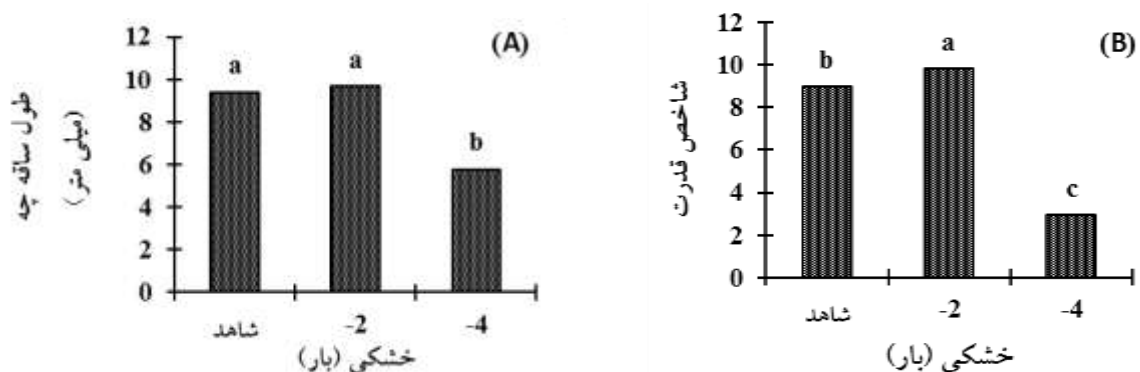 (A)
طول ساقه چه
(میلی متر)
12
10
8
6
4
2
0
a
a
b
شاهد
-2
-4
خشکی (بار)
(B)
شاخص قدرت
12
10
8
6
4
2
0
b
a
c
شاهد
-2
-4
خشکی (بار)